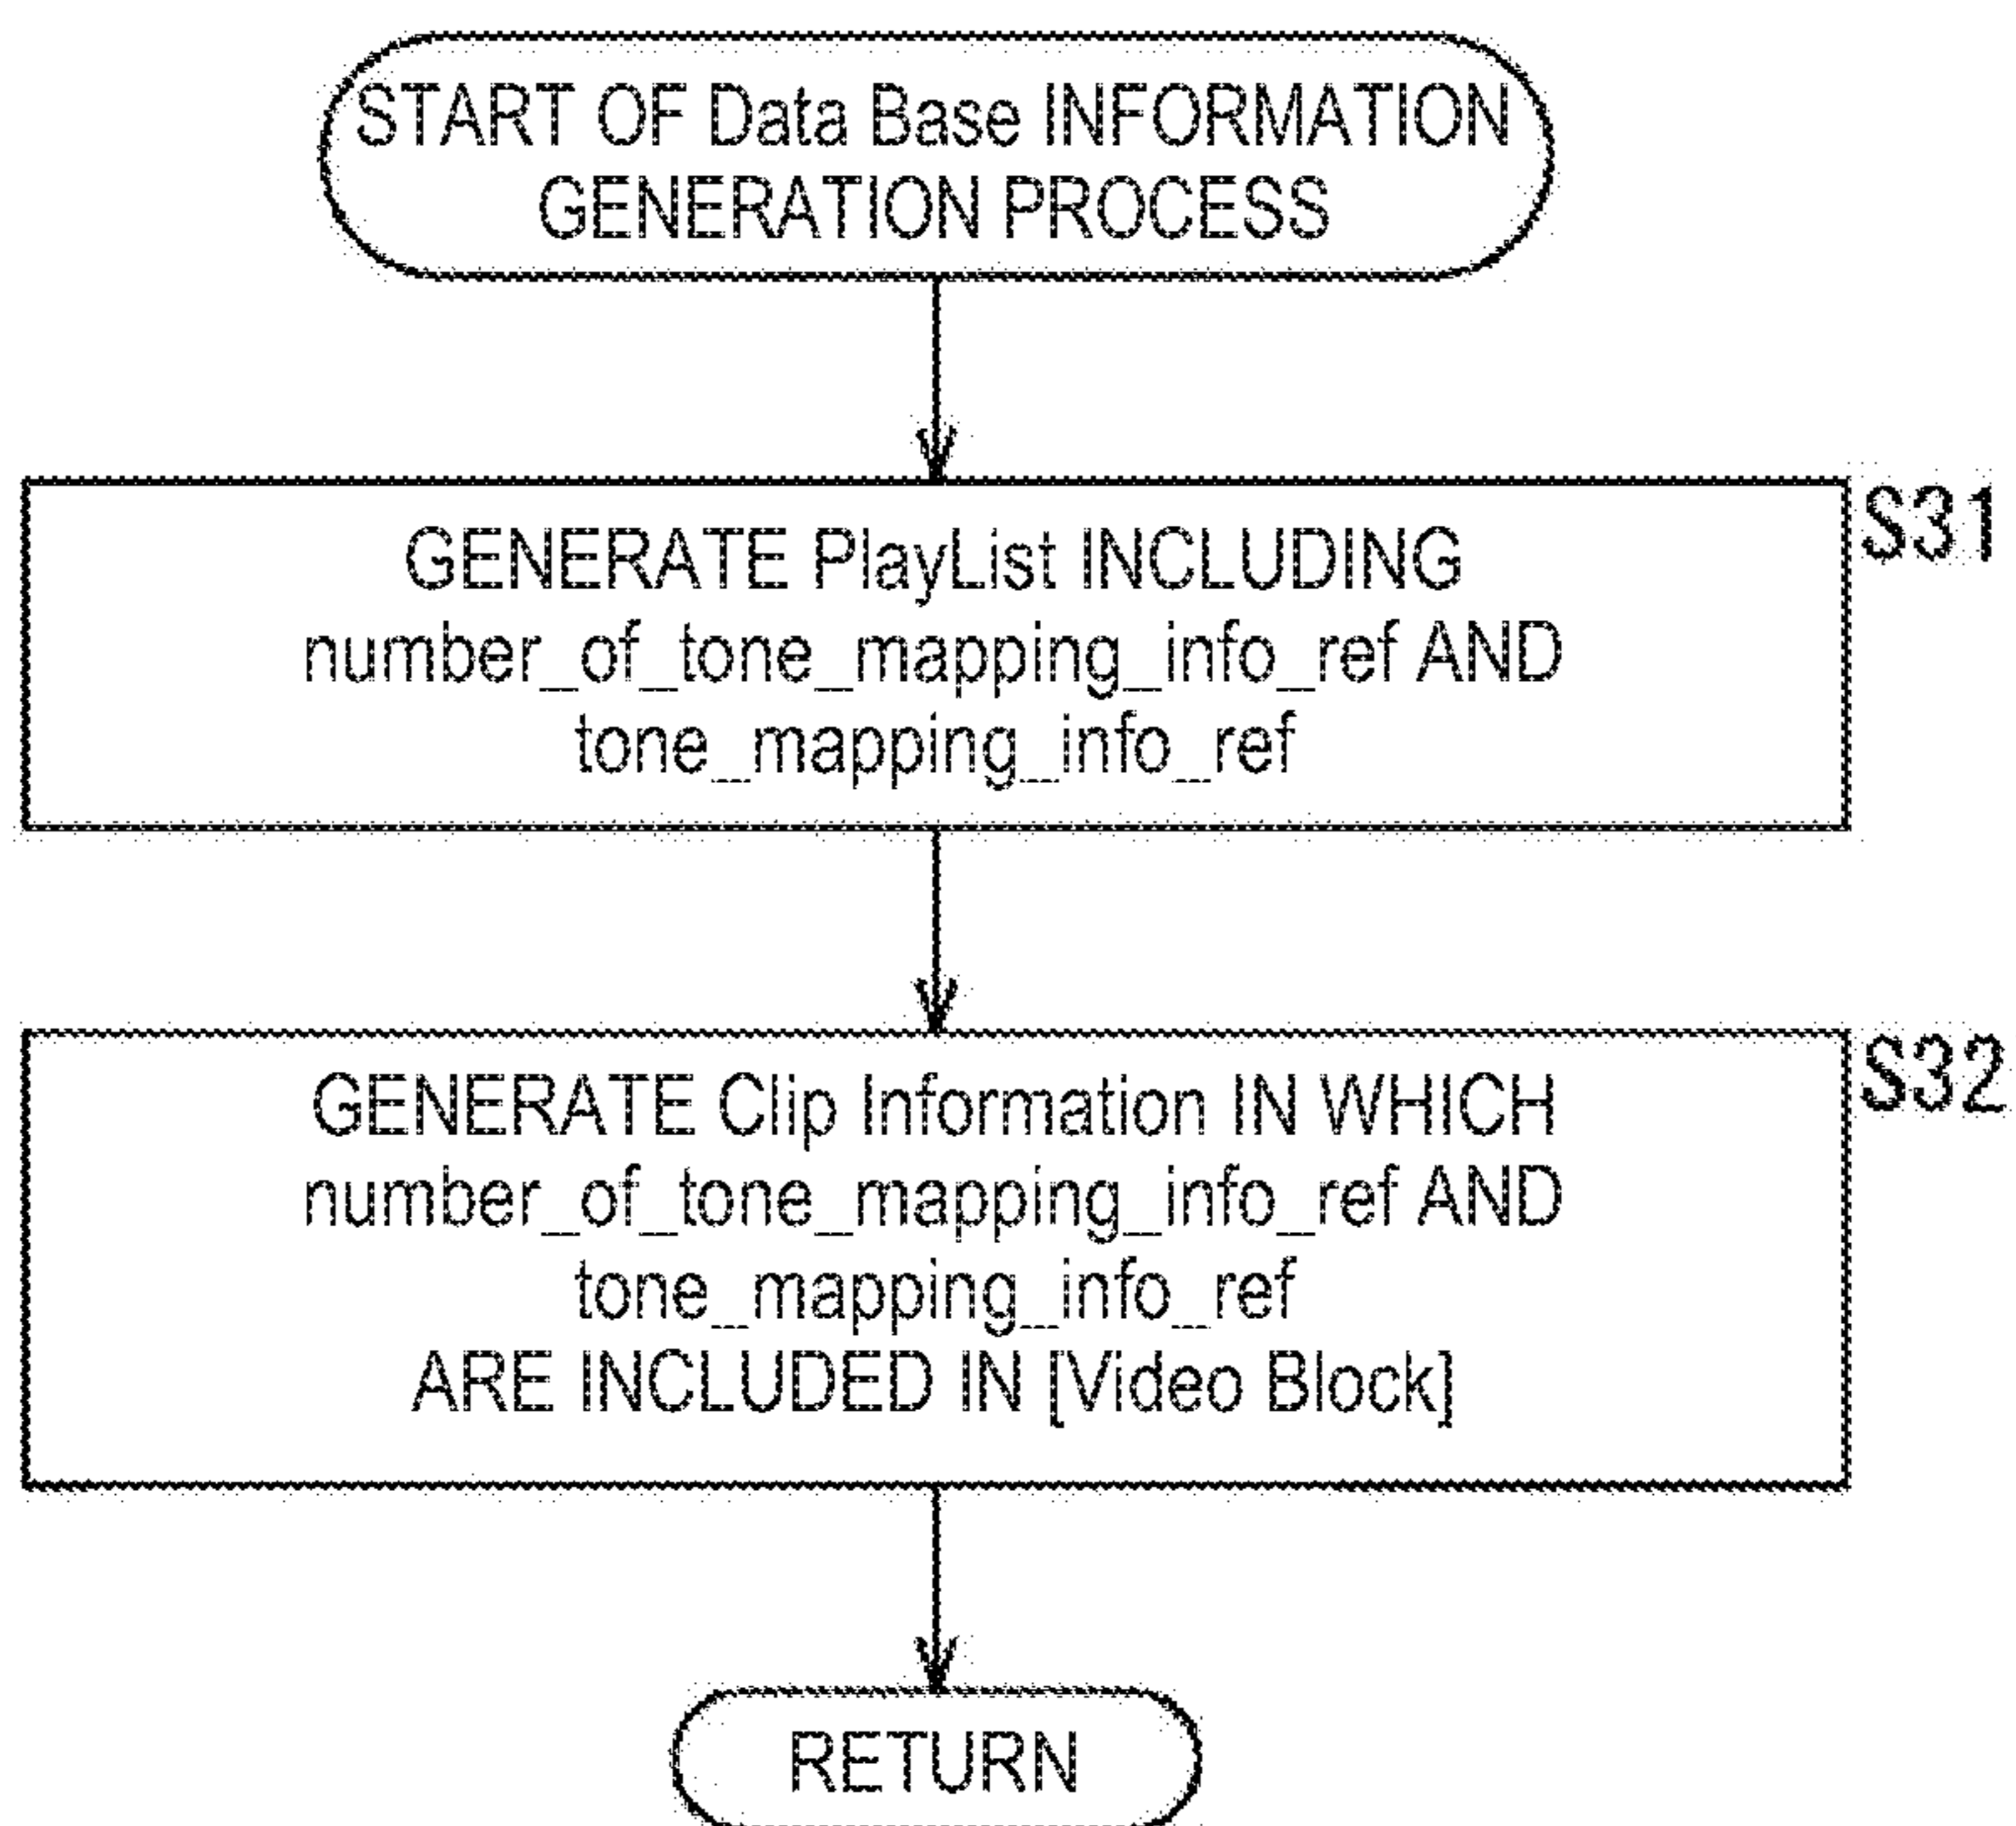 START OF Data Base INFORMATION
GENERATION PROCESS
S31
GENERATE PlayList INCLUDING
number_of_tone_mapping_info_ref AND
tone_mapping_info_ref
S32
GENERATE Clip Information IN WHICH
number_of_tone_mapping_info_ref AND
tone_mapping_info_ref
ARE INCLUDED IN [Video Block]
RETURN